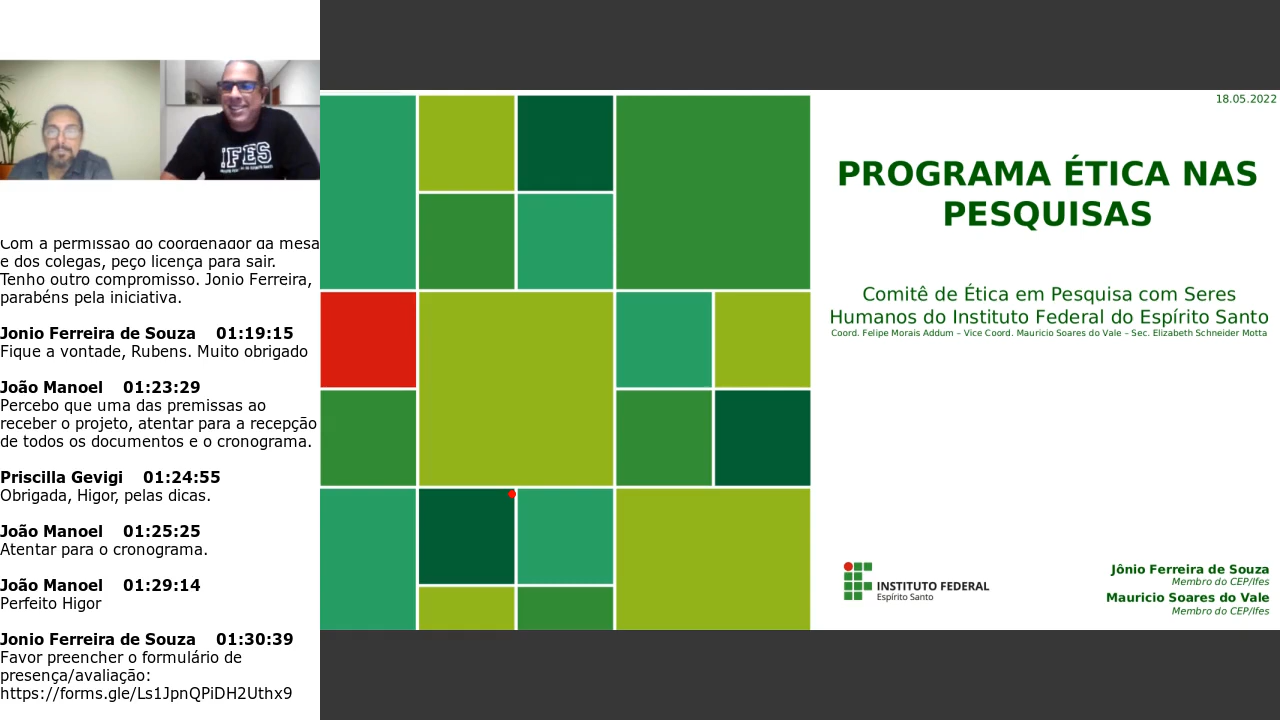 IFES
Com a permissão do coordenador da mesa
e dos colegas, peço licença para sair.
Tenho outro compromisso. Jonio Ferreira,
parabéns pela iniciativa.
Jonio Ferreira de Souza 01:19:15
Fique a vontade, Rubens. Muito obrigado
João Manoel 01:23:29
Percebo que uma das premissas ao
receber o projeto, atentar para a recepção
de todos os documentos e o cronograma.
Priscilla Gevigi 01:24:55
Obrigada, Higor, pelas dicas.
João Manoel 01:25:25
Atentar para o cronograma.
João Manoel 01:29:14
Perfeito Higor
Jonio Ferreira de Souza 01:30:39
Favor preencher o formulário de
presença/avaliação:
https://forms.gle/Ls1JpnQPiDH2Uthx9
18.05.2022
PROGRAMA ÉTICA NAS
PESQUISAS
Comitê de Ética em Pesquisa com Seres
Humanos do Instituto Federal do Espírito Santo
Coord. Felipe Morais Addum – Vice Coord. Mauricio Soares do Vale – Sec. Elizabeth Schneider Motta
INSTITUTO FEDERAL
Espírito Santo
Jônio Ferreira de Souza
Membro do CEP/Ifes
Mauricio Soares do Vale
Membro do CEP/Ifes